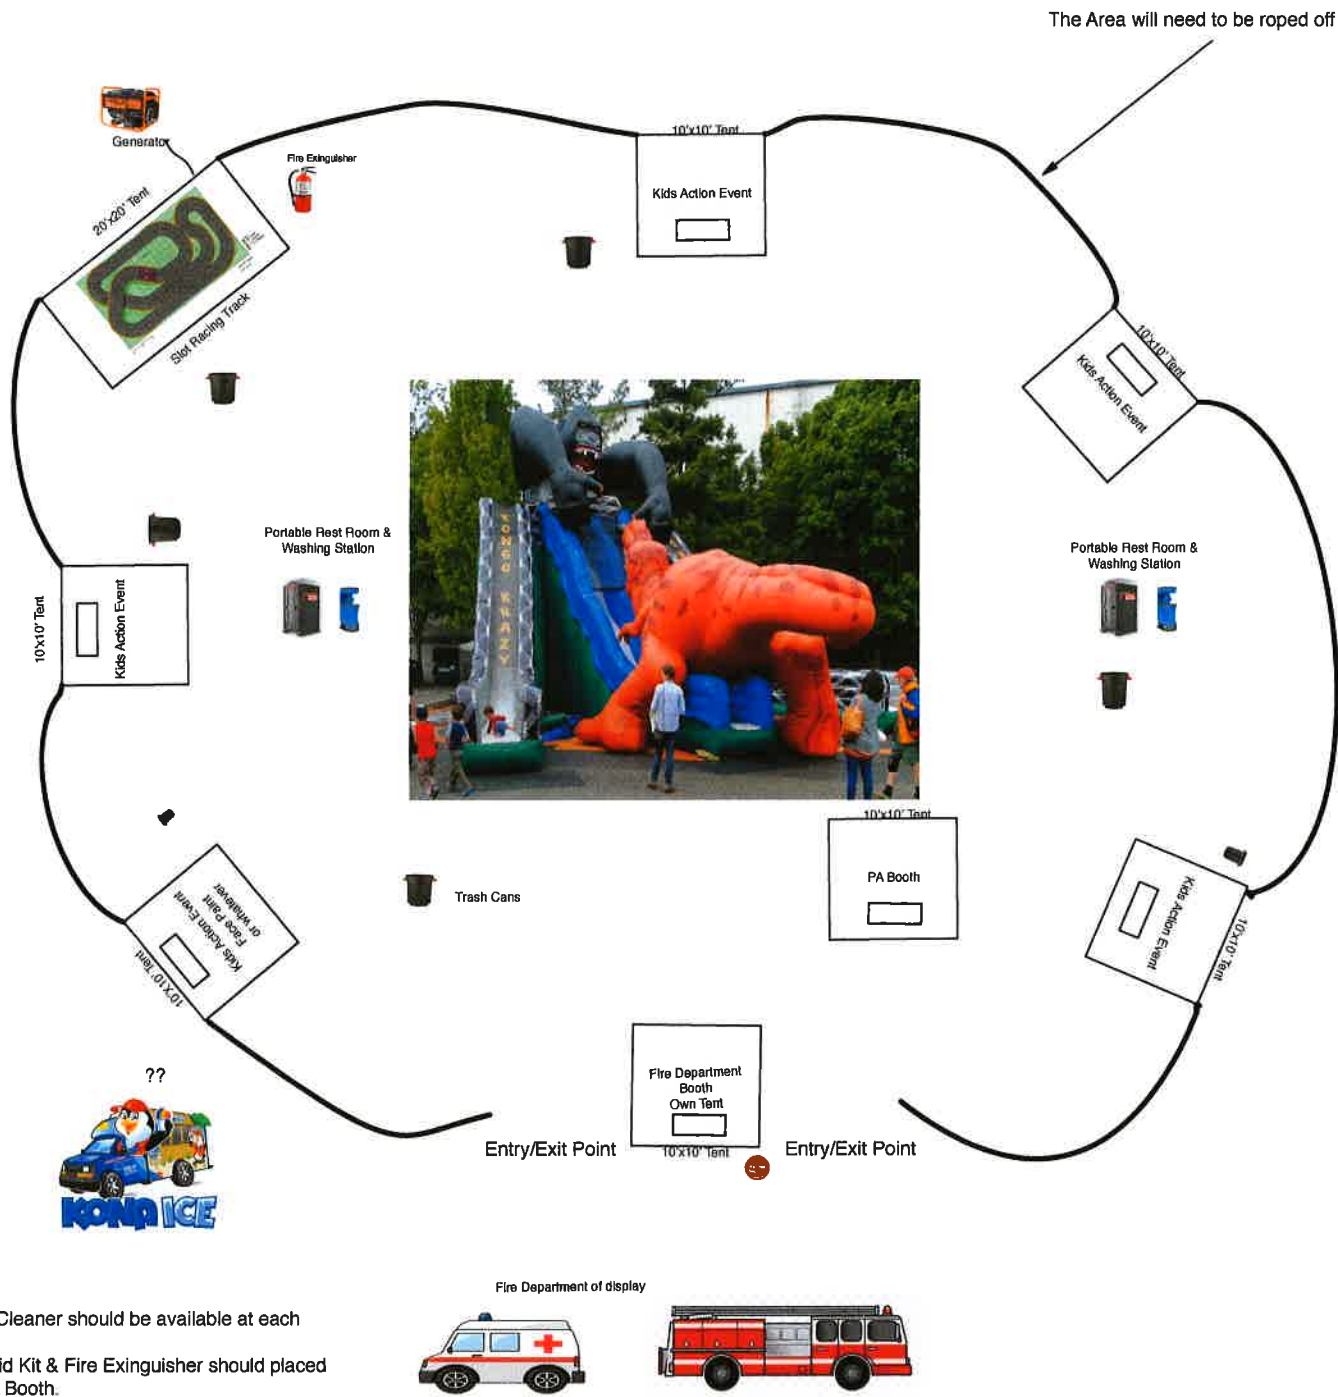 The Area will need to be roped off
Generator
Fire Exinguisher
20'x20' Tent
Slot Racing Track
10'x10' Tent
Kids Action Event
10'x10' Tent
Kids Action Event
Portable Rest Room &
Washing Station
KONGO KRAZY
Portable Rest Room &
Washing Station
10'x10' Tent
Kids Action Event
10'x10' Tent
PA Booth
Trash Cans
Kids Action Event
Face Paint
or whatever
10'X10' Tent
Kids Action Event
10'x10' Tent
Fire Department
Booth
Own Tent
10'x10' Tent
Entry/Exit Point
Entry/Exit Point
??
KONA ICE
Fire Department of display
Cleaner should be available at each
id Kit & Fire Exinguisher should placed
Booth.